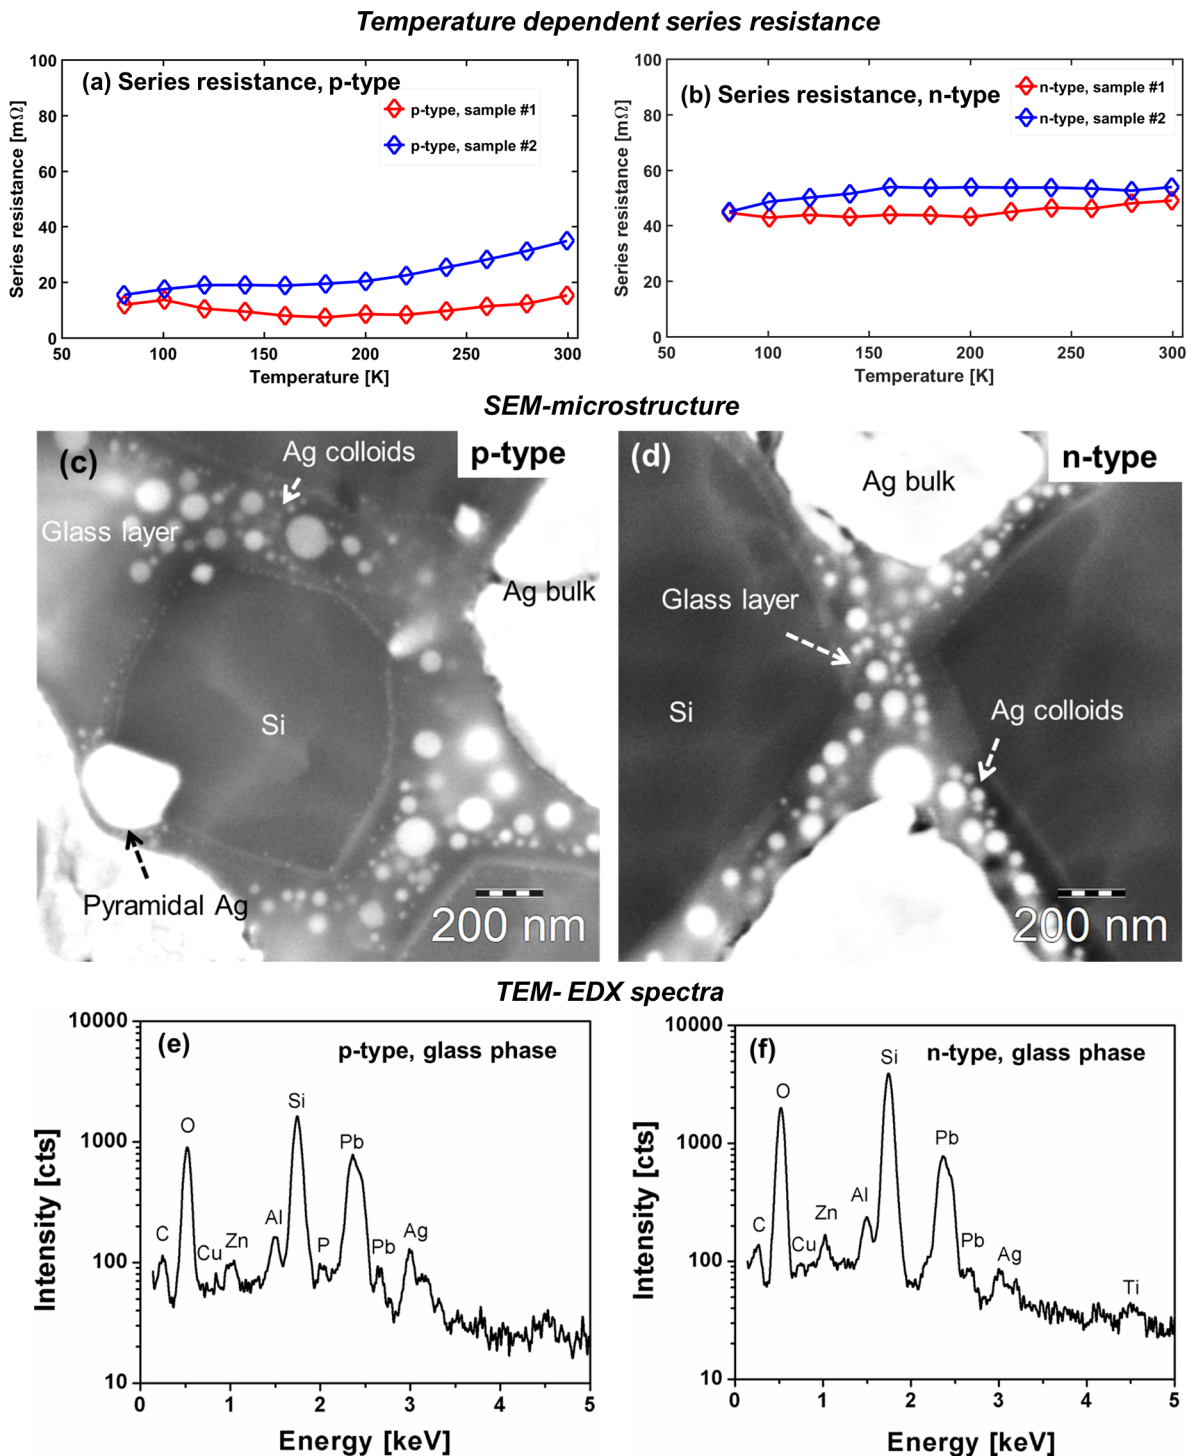 Temperature dependent series resistance
(a) Series resistance, p-type
p-type, sample #1
p-type, sample #2
Series resistance [mΩ]
100
80
60
40
20
0
50 100 150 200 250 300
Temperature [K]
(b) Series resistance, n-type
n-type, sample #1
n-type, sample #2
Series resistance [mΩ]
100
80
60
40
20
0
50 100 150 200 250 300
Temperature [K]
SEM-microstructure
(c)
p-type
Ag colloids
Glass layer
Ag bulk
Si
Pyramidal Ag
200 nm
(d)
n-type
Ag bulk
Glass layer
Si
Ag colloids
200 nm
TEM- EDX spectra
(e)
p-type, glass phase
Intensity [cts]
10000
1000
100
10
C O Cu Zn Al Si P Pb Pb Ag
0 1 2 3 4 5
Energy [keV]
(f)
n-type, glass phase
Intensity [cts]
10000
1000
100
10
C O Cu Zn Al Si Pb Pb Ag Ti
0 1 2 3 4 5
Energy [keV]